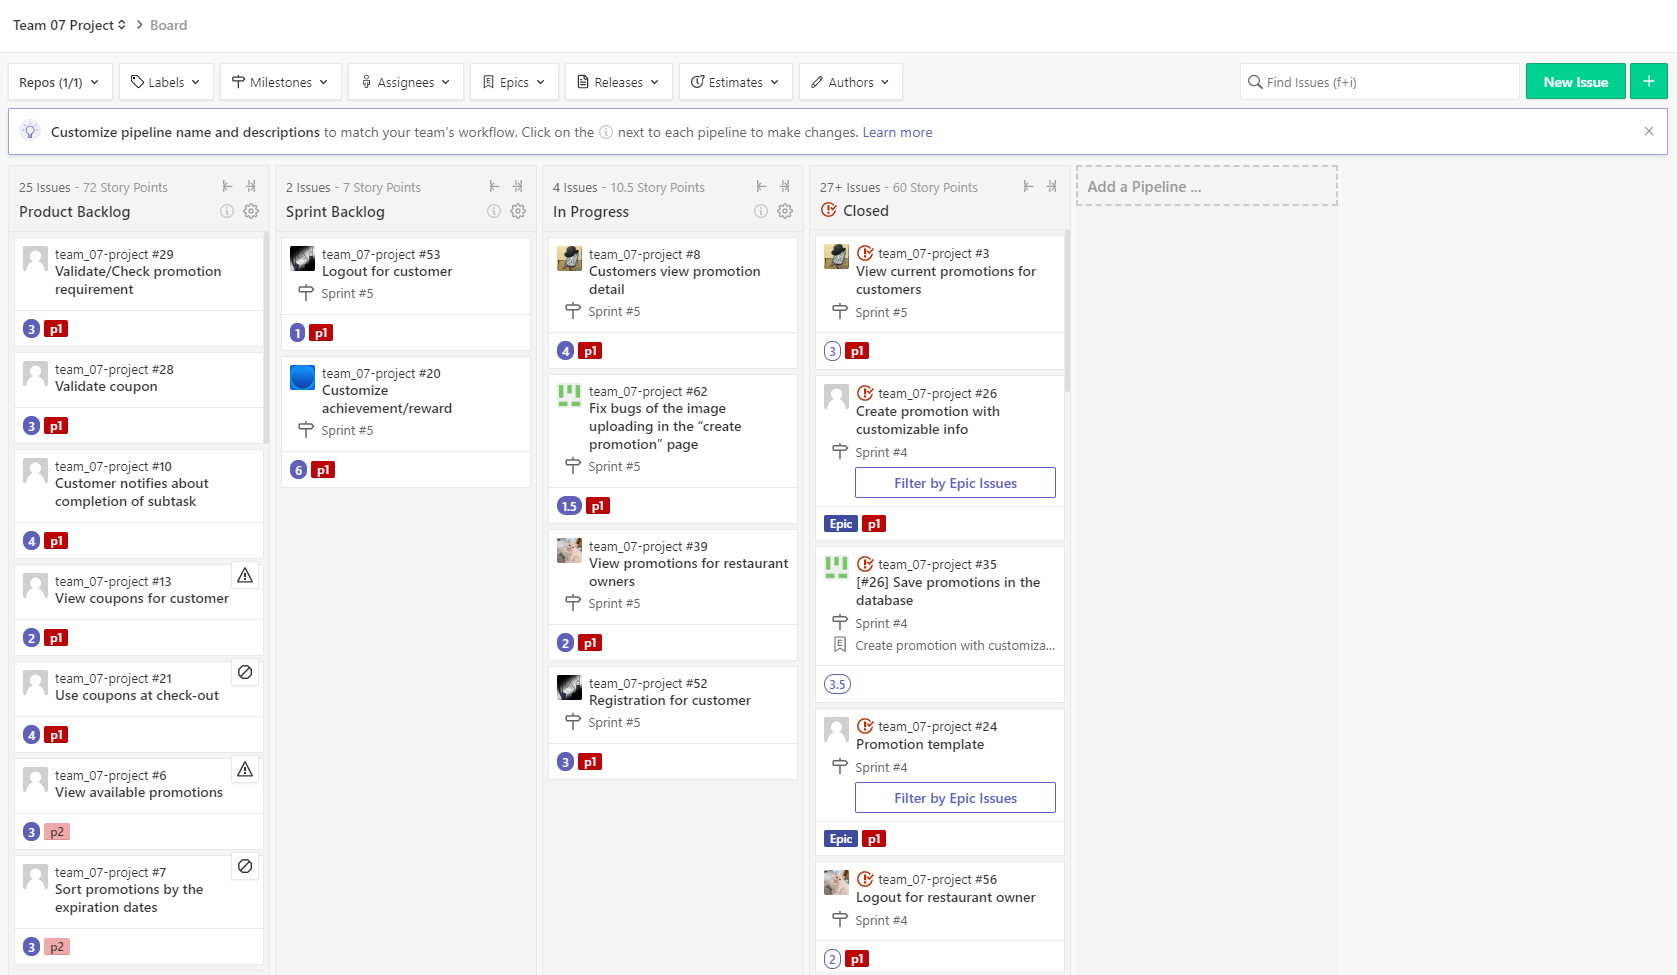 Team 07 Project > Board
Repos (1/1) Labels Milestones Assignees Epics Releases Estimates Authors Find Issues (f+i) New Issue +
Customize pipeline name and descriptions to match your team's workflow. Click on the ⓘ next to each pipeline to make changes. Learn more
25 Issues - 72 Story Points
Product Backlog
team_07-project #29
Validate/Check promotion
requirement
3 p1
team_07-project #28
Validate coupon
3 p1
team_07-project #10
Customer notifies about
completion of subtask
4 p1
team_07-project #13
View coupons for customer
2 p1
team_07-project #21
Use coupons at check-out
4 p1
team_07-project #6
View available promotions
3 p2
team_07-project #7
Sort promotions by the
expiration dates
3 p2
2 Issues - 7 Story Points
Sprint Backlog
team_07-project #53
Logout for customer
Sprint #5
1 p1
team_07-project #20
Customize
achievement/reward
Sprint #5
6 p1
4 Issues - 10.5 Story Points
In Progress
team_07-project #8
Customers view promotion
detail
Sprint #5
4 p1
team_07-project #62
Fix bugs of the image
uploading in the “create
promotion” page
Sprint #5
1.5 p1
team_07-project #39
View promotions for restaurant
owners
Sprint #5
2 p1
team_07-project #52
Registration for customer
Sprint #5
3 p1
27+ Issues - 60 Story Points
Closed
team_07-project #3
View current promotions for
customers
Sprint #5
3 p1
team_07-project #26
Create promotion with
customizable info
Sprint #4
Filter by Epic Issues
Epic p1
team_07-project #35
[#26] Save promotions in the
database
Sprint #4
Create promotion with customiza...
3.5
team_07-project #24
Promotion template
Sprint #4
Filter by Epic Issues
Epic p1
team_07-project #56
Logout for restaurant owner
Sprint #4
2 p1
Add a Pipeline ...